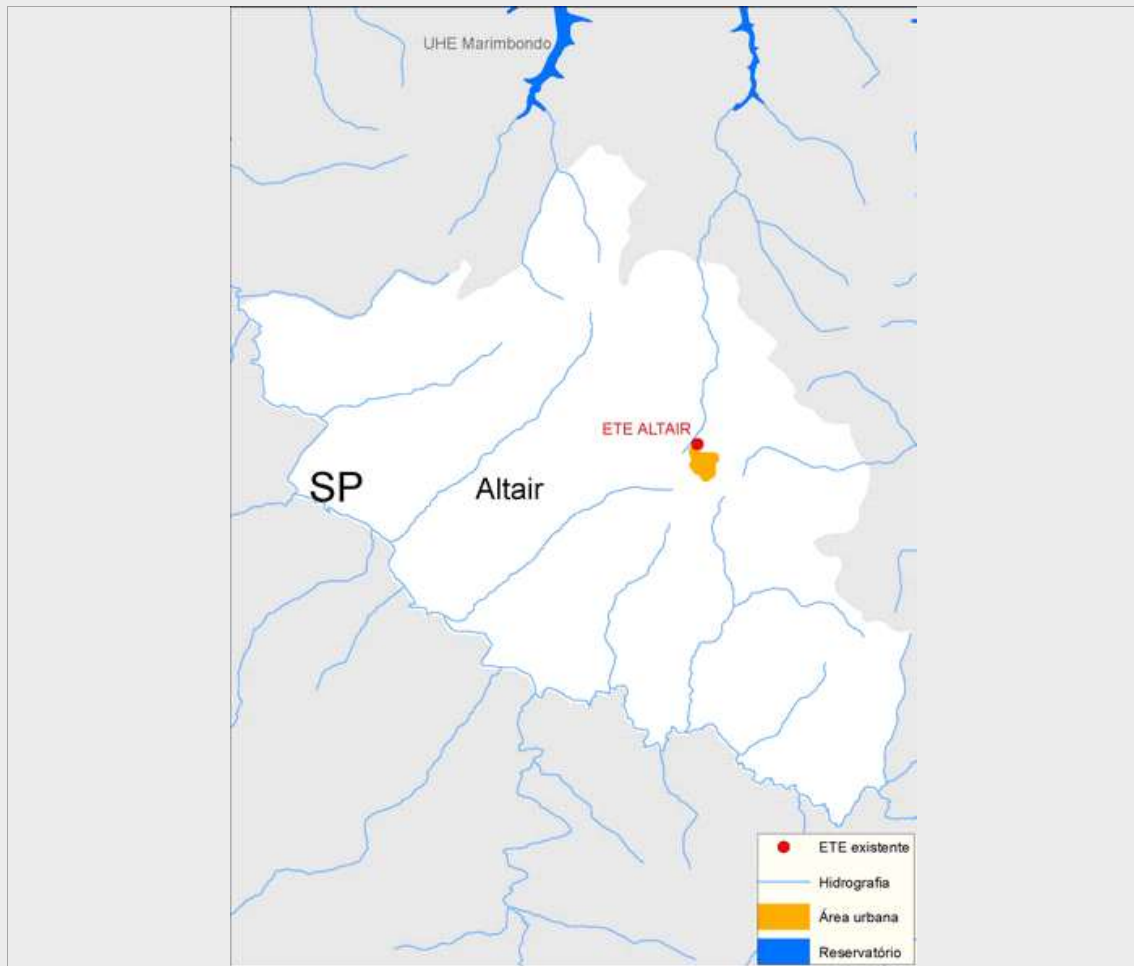 UHE Marimbondo
ETE ALTAIR
SP
Altair
ETE existente
Hidrografia
Área urbana
Reservatório